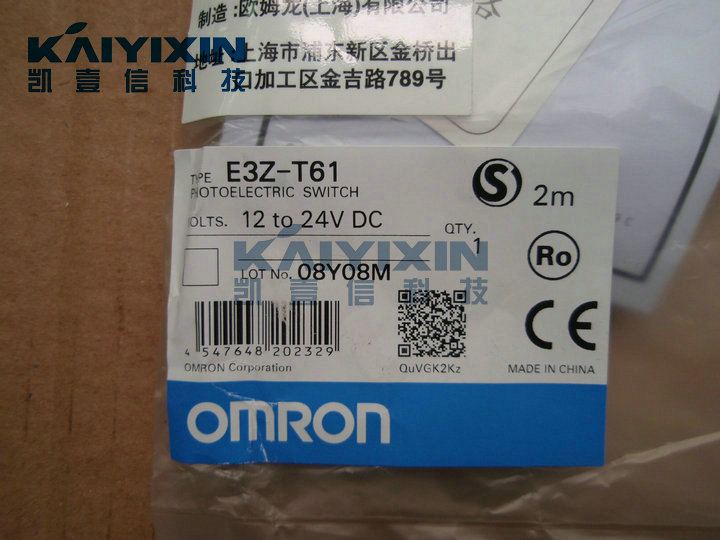 制造:欧姆龙(上海)有限公司
地址:上海市浦东新区金桥出
口加工区金吉路789号
KAIYIXIN
凯壹信科技
TYPE E3Z-T61
PHOTOELECTRIC SWITCH
S
2m
VOLTS. 12 to 24V DC
QTY.
1
KAIYIXIN
凯壹信科技
LOT No. 08Y08M
Ro
4 547648 202329
QuVGK2Kz
CE
OMRON Corporation
MADE IN CHINA
OMRON